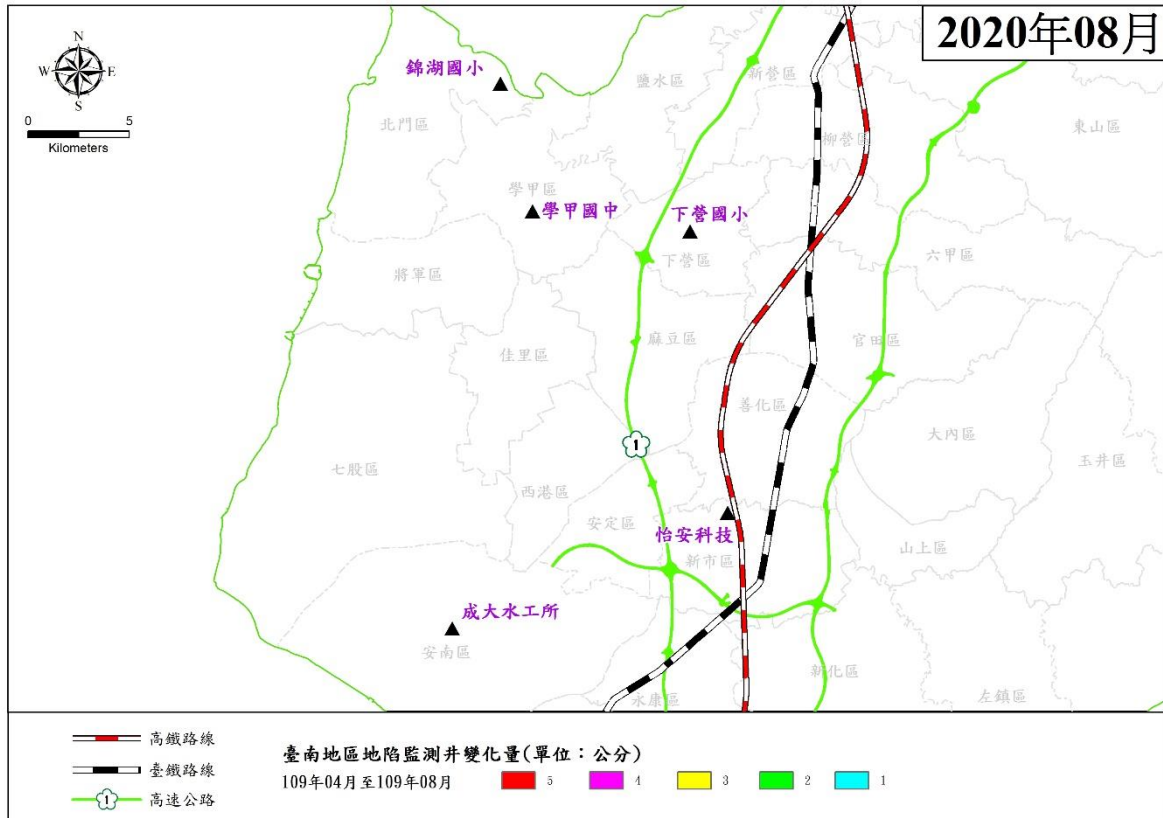 2020年08月
N
W E
S
0 5
Kilometers
錦湖國小
鹽水區
新營區
北門區
東山區
柳營區
學甲區
學甲國中
下營國小
下營區
六甲區
將軍區
麻豆區
官田區
佳里區
善化區
大內區
1
玉井區
七股區
西港區
安定區
怡安科技
山上區
新市區
成大水工所
安南區
新化區
永康區
左鎮區
高鐵路線
臺鐵路線
1 高速公路
臺南地區地陷監測井變化量(單位：公分)
109年04月至109年08月 5 4 3 2 1